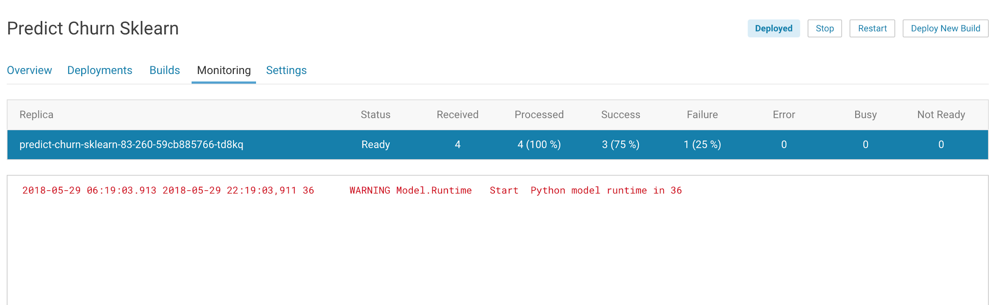 Predict Churn Sklearn
Deployed Stop Restart Deploy New Build
Overview Deployments Builds Monitoring Settings
Replica Status Received Processed Success Failure Error Busy Not Ready
predict-churn-sklearn-83-260-59cb885766-td8kq Ready 4 4 (100 %) 3 (75 %) 1 (25 %) 0 0 0
2018-05-29 06:19:03.913 2018-05-29 22:19:03,911 36 WARNING Model.Runtime Start Python model runtime in 36